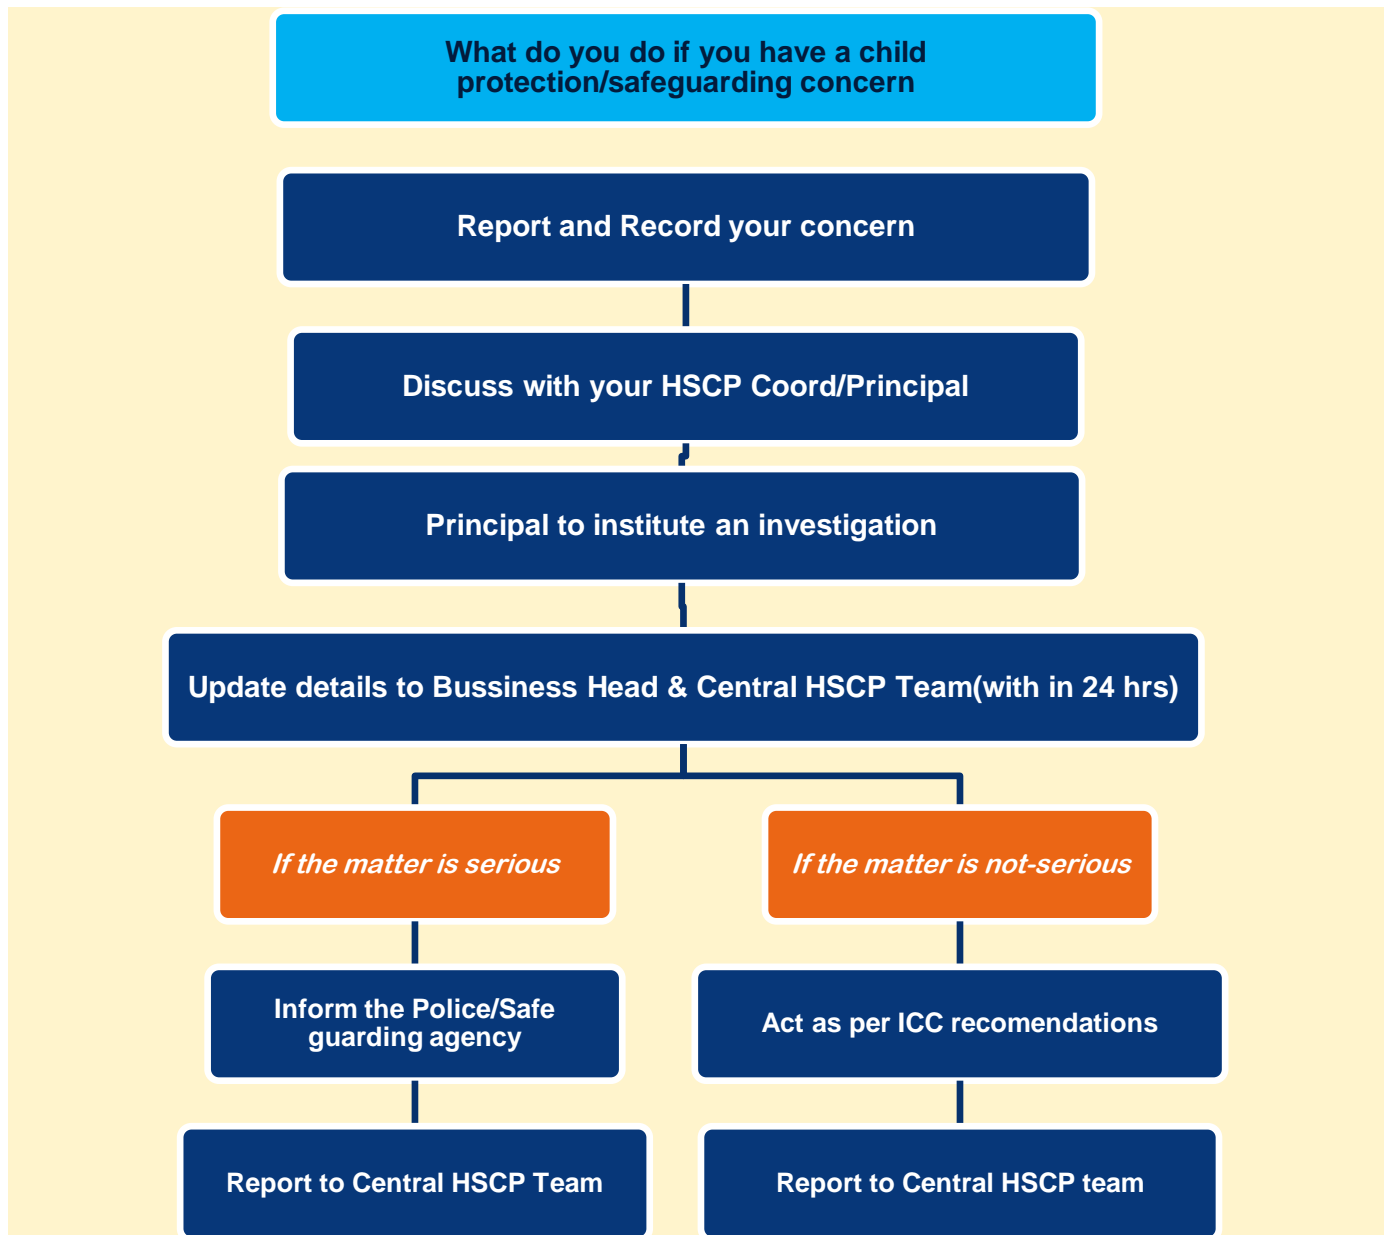 What do you do if you have a child
protection/safeguarding concern
Report and Record your concern
Discuss with your HSCP Coord/Principal
Principal to institute an investigation
Update details to Bussiness Head & Central HSCP Team(with in 24 hrs)
If the matter is serious
If the matter is not-serious
Inform the Police/Safe
guarding agency
Act as per ICC recomendations
Report to Central HSCP Team
Report to Central HSCP team